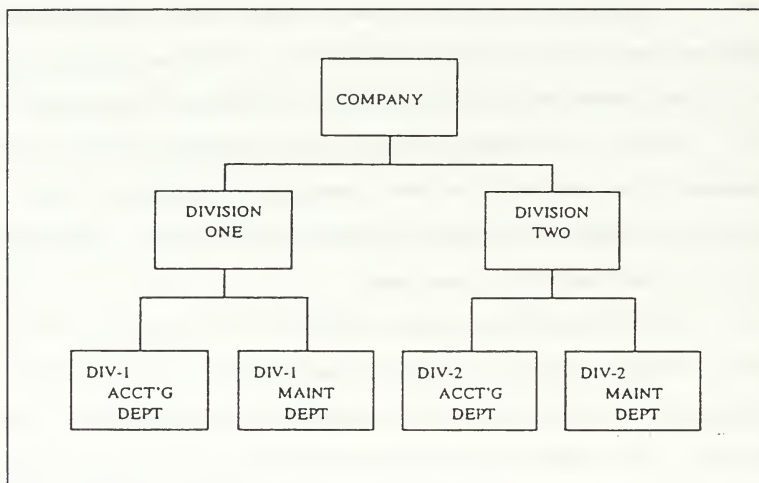 COMPANY
DIVISION
ONE
DIVISION
TWO
DIV-1
ACCT'G
DEPT
DIV-1
MAINT
DEPT
DIV-2
ACCT'G
DEPT
DIV-2
MAINT
DEPT